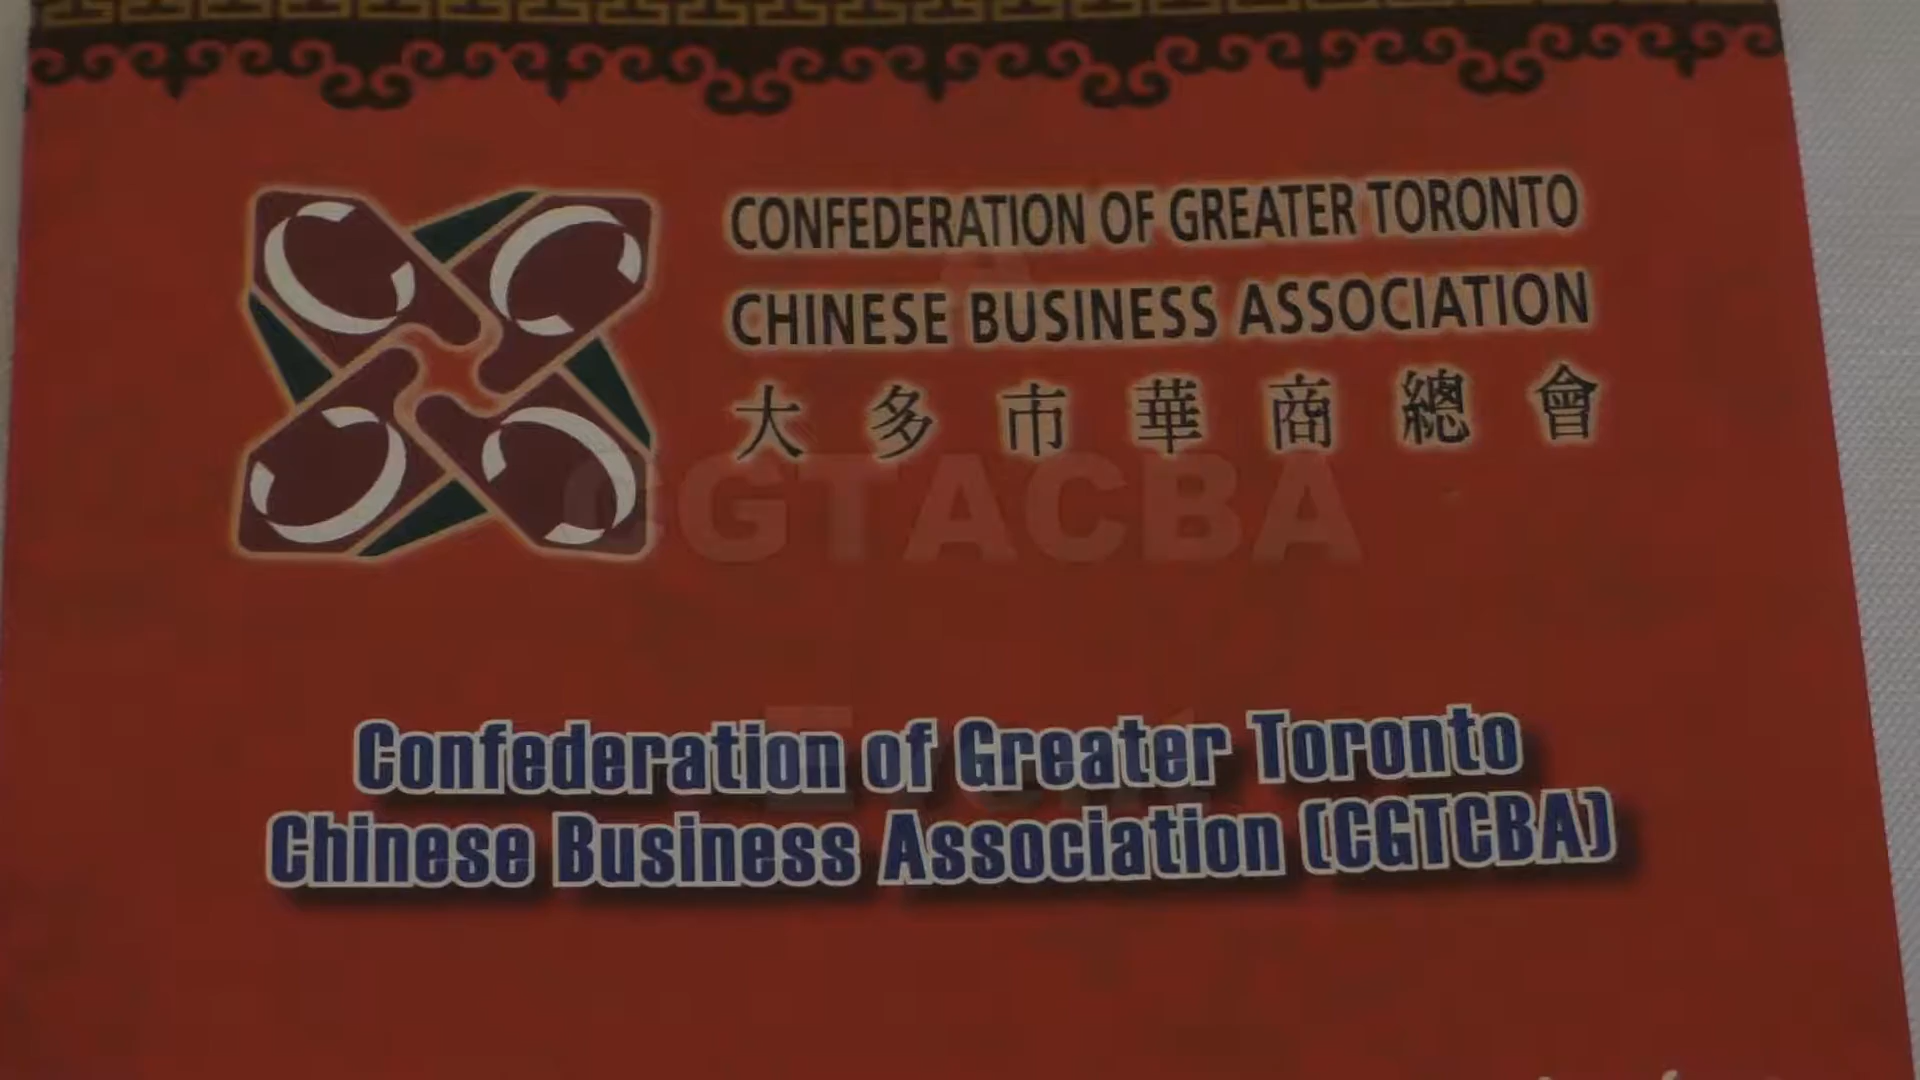 CONFEDERATION OF GREATER TORONTO
CHINESE BUSINESS ASSOCIATION
大多市華商總會
CGTACBA
Confederation of Greater Toronto
Chinese Business Association (CGTCBA)